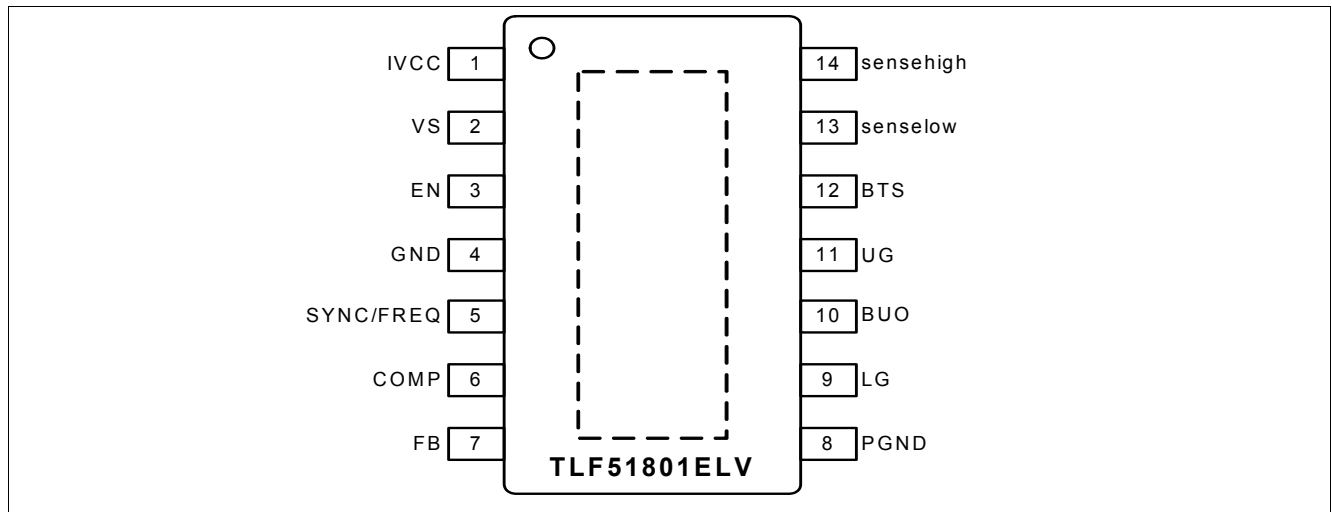 IVCC 1 14 sensehigh
VS 2 13 senselow
EN 3 12 BTS
GND 4 11 UG
SYNC/FREQ 5 10 BUO
COMP 6 9 LG
FB 7 8 PGND
TLF51801ELV